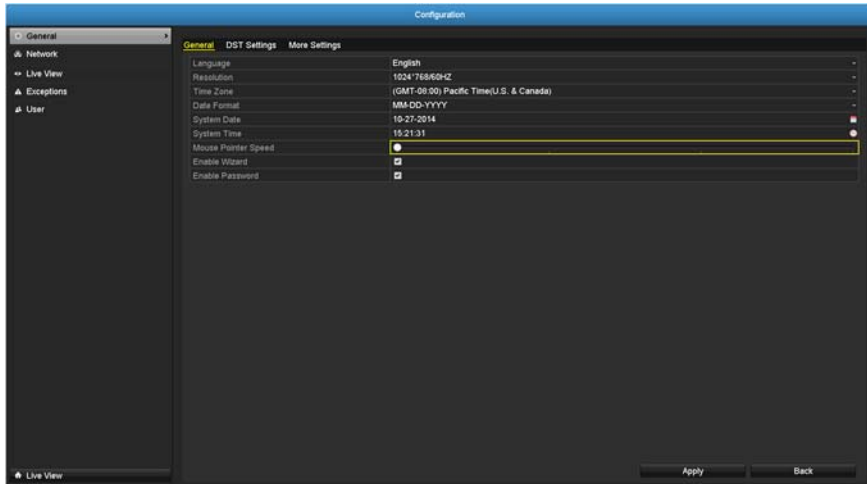 Configuration
General
Network
Live View
Exceptions
User
General DST Settings More Settings
Language English
Resolution 1024*768/60HZ
Time Zone (GMT-08:00) Pacific Time(U.S. & Canada)
Date Format MM-DD-YYYY
System Date 10-27-2014
System Time 15:21:31
Mouse Pointer Speed
Enable Wizard
Enable Password
Live View
Apply Back